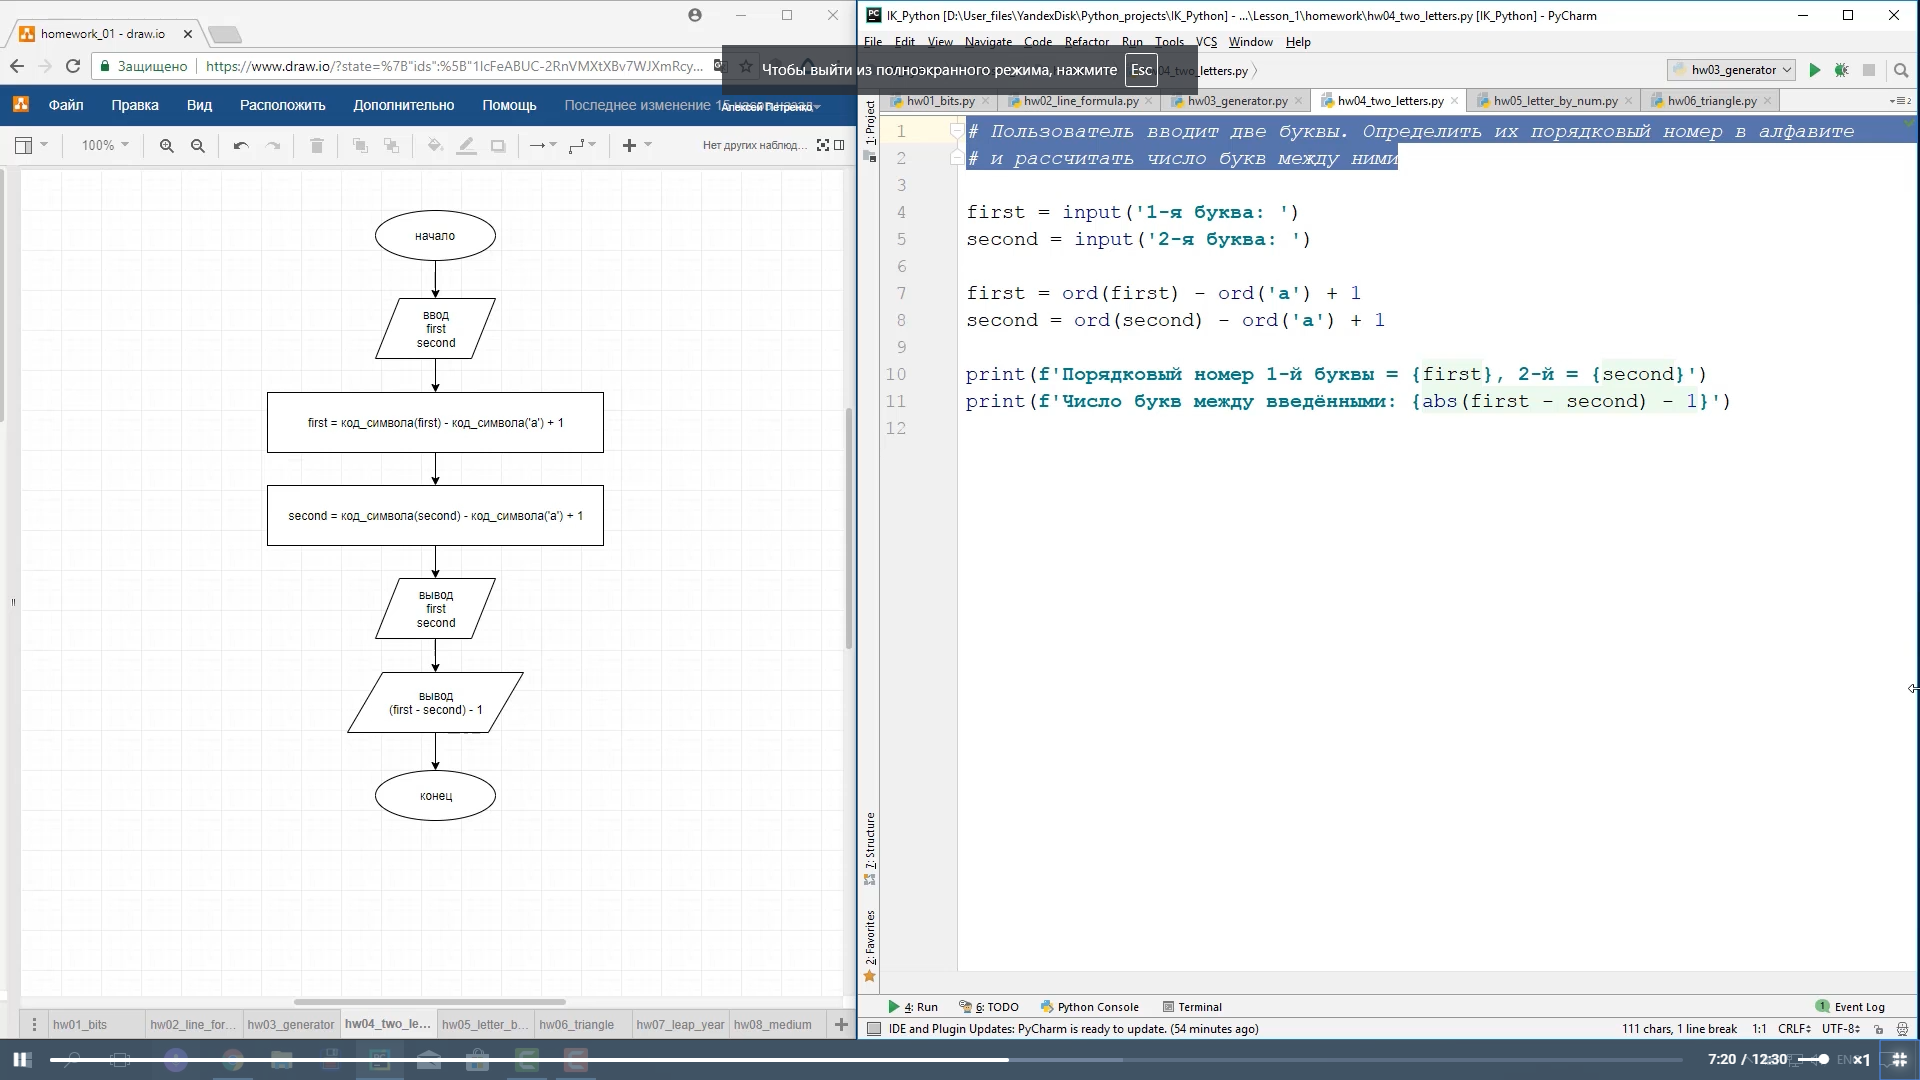 homework_01 - draw.io
Защищено
https://www.draw.io/?state=%7B"ids":%5B"1IcFeABUC-2RnVMXtXBv7WJXmRcy...
Файл Правка Вид Расположить Дополнительно Помощь Последнее изменение
Алексей Петренко
100%
Нет других наблюд...
начало
ввод
first
second
first = код_символа(first) - код_символа('a') + 1
second = код_символа(second) - код_символа('a') + 1
вывод
first
second
вывод
(first - second) - 1
конец
hw01_bits hw02_line_for... hw03_generator hw04_two_le... hw05_letter_b... hw06_triangle hw07_leap_year hw08_medium
IK_Python [D:\User_files\YandexDisk\Python_projects\IK_Python] - ...\Lesson_1\homework\hw04_two_letters.py [IK_Python] - PyCharm
File Edit View Navigate Code Refactor Run Tools VCS Window Help
Чтобы выйти из полноэкранного режима, нажмите Esc
04_two_letters.py
hw03_generator
hw01_bits.py hw02_line_formula.py hw03_generator.py hw04_two_letters.py hw05_letter_by_num.py hw06_triangle.py
1: Project
7: Structure
2: Favorites
1 # Пользователь вводит две буквы. Определить их порядковый номер в алфавите
2 # и рассчитать число букв между ними
3
4 first = input('1-я буква: ')
5 second = input('2-я буква: ')
6
7 first = ord(first) - ord('a') + 1
8 second = ord(second) - ord('a') + 1
9
10 print(f'Порядковый номер 1-й буквы = {first}, 2-й = {second}')
11 print(f'Число букв между введёнными: {abs(first - second) - 1}')
12
4: Run 6: TODO Python Console Terminal 1 Event Log
IDE and Plugin Updates: PyCharm is ready to update. (54 minutes ago)
111 chars, 1 line break 1:1 CRLF UTF-8
7:20 / 12:30
×1